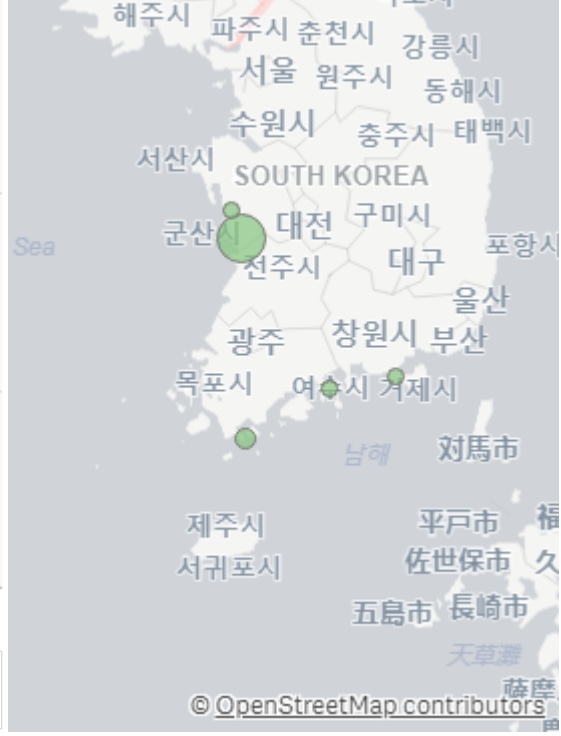 해주시
파주시 춘천시
강릉시
서울 원주시
동해시
수원시
충주시 태백시
서산시
SOUTH KOREA
구미시
군산시 대전
Sea
포항시
대구
전주시
울산
창원시 부산
광주
목포시 여수시 거제시
남해
対馬市
제주시
平戸市
福
서귀포시
佐世保市 久
五島市 長崎市
天草灘
薩摩
© OpenStreetMap contributors